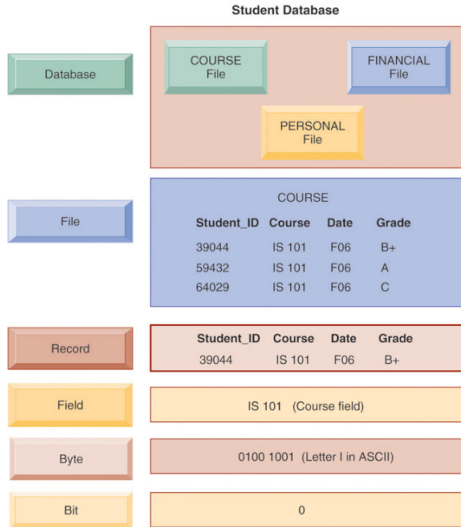 Student Database
Database
COURSE
File
FINANCIAL
File
PERSONAL
File
File
COURSE
Student_ID Course Date Grade
39044 IS 101 F06 B+
59432 IS 101 F06 A
64029 IS 101 F06 C
Record
Student_ID Course Date Grade
39044 IS 101 F06 B+
Field
IS 101 (Course field)
Byte
0100 1001 (Letter I in ASCII)
Bit
0